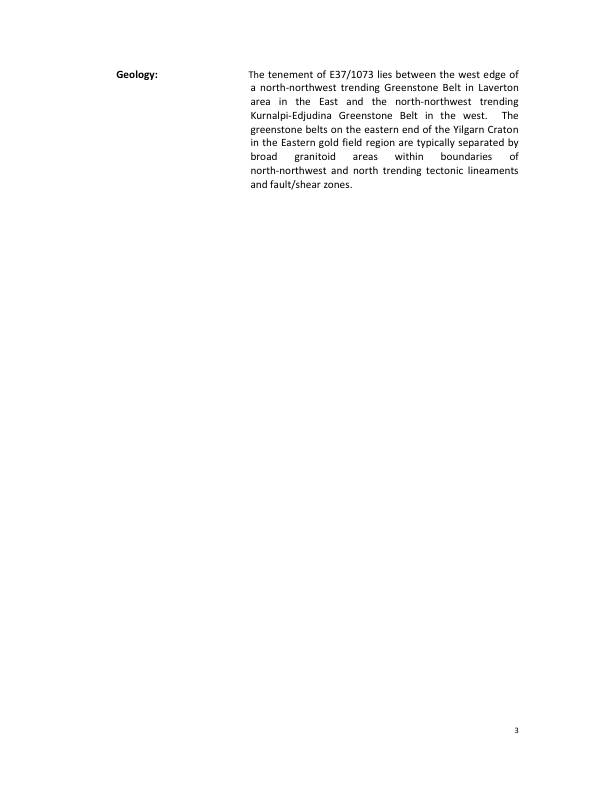 Geology: The tenement of E37/1073 lies between the west edge of
a north-northwest trending Greenstone Belt in Laverton
area in the East and the north-northwest trending
Kurnalpi-Edjudina Greenstone Belt in the west. The
greenstone belts on the eastern end of the Yilgarn Craton
in the Eastern gold field region are typically separated by
broad granitoid areas within boundaries of
north-northwest and north trending tectonic lineaments
and fault/shear zones.
3